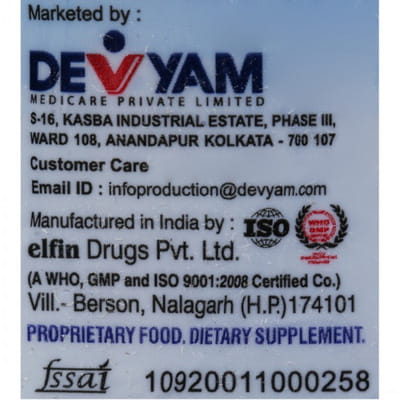 Marketed by :
DEVYAM
MEDICARE PRIVATE LIMITED
S-16, KASBA INDUSTRIAL ESTATE, PHASE III,
WARD 108, ANANDAPUR KOLKATA - 700 107
Customer Care
Email ID : infoproduction@devyam.com
Manufactured in India by :
elfin Drugs Pvt. Ltd.
ISO
WHO
GMP
(A WHO, GMP and ISO 9001:2008 Certified Co.)
Vill.- Berson, Nalagarh (H.P.)174101
PROPRIETARY FOOD. DIETARY SUPPLEMENT.
fssai 10920011000258